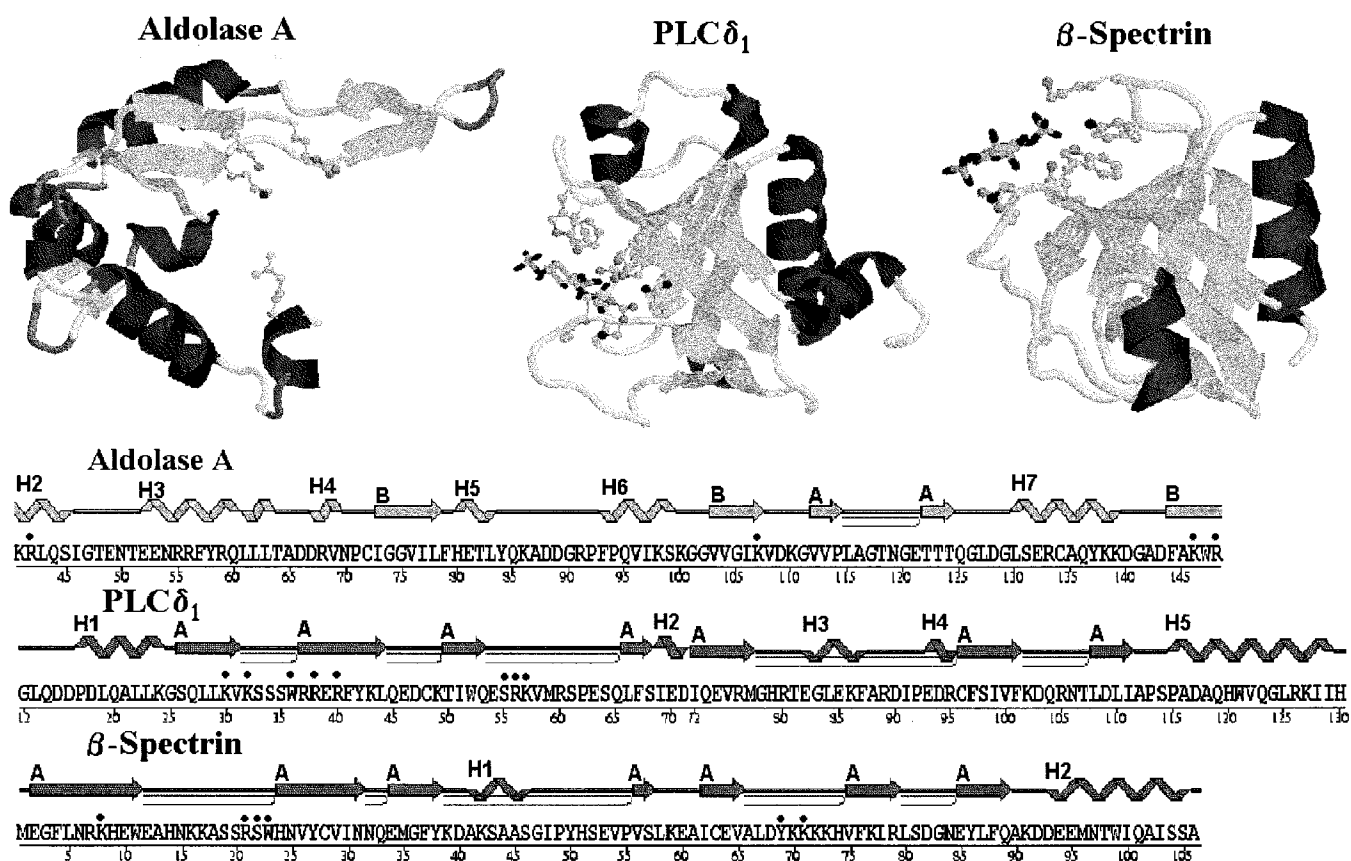 Aldolase A PLCδ1 β-Spectrin
Aldolase A
H2 H3 H4 B H5 H6 B A A H7 B
KRLQSIGTENTEENRRFYRQLLLTADDRVNPCIGGVILFHETLYQKADDGRPFPQVIKSKGGVVGIKVDKGVVPLAGTNGETTTQGLDGLSERCAQYKKDGADFAKWR
45 50 55 60 65 70 75 80 85 90 95 100 105 110 115 120 125 130 135 140 145
PLCδ1
H1 A A A A H2 A H3 H4 A A H5
GLQDDPDLQALLKGSQLLKVKSSSWRRERFYKLQEDCKTIWQESRKVMRSPESQLFSIEDIQEVRMGHRTEGLEKFARDIPEDRCFSIVFKDQRNTLDLIAPSPADAQHWVQGLRKIIH
12 20 25 30 35 40 45 50 55 60 65 70 72 80 85 90 95 100 105 110 115 120 125 130
β-Spectrin
A A A H1 A A A A H2
MEGFLNRKHEWEAHNKKASSRSWHNVYCVINNQEMGFYKDAKSAASGIPYHSEVPVSLKEAICEVALDYKKKKHVFKLRLSDGNEYLFQAKDDEEMNTWIQAISSA
5 10 15 20 25 30 35 40 45 50 55 60 65 70 75 80 85 90 95 100 105